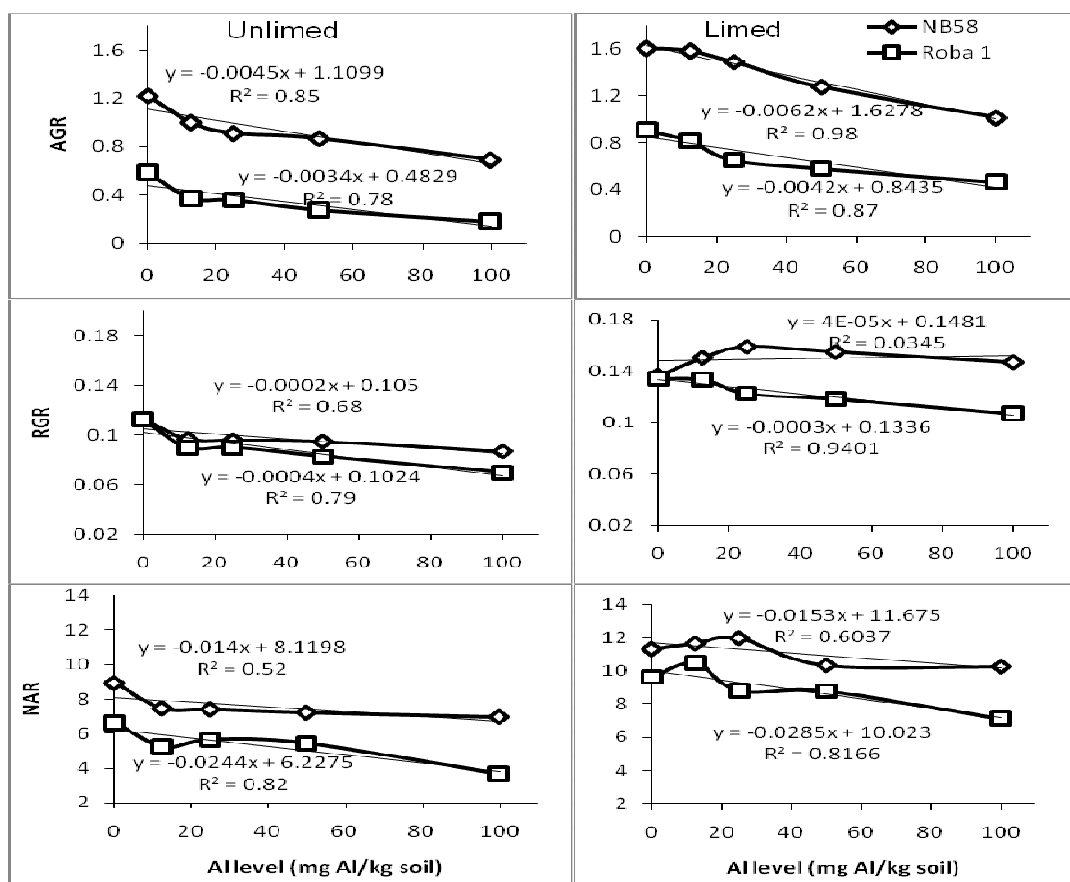 Unlimed
AGR
1.6
1.2
0.8
0.4
0
y = -0.0045x + 1.1099
R² = 0.85
y = -0.0034x + 0.4829
R² = 0.78
0 20 40 60 80 100
Limed
NB58
Roba 1
1.6
1.2
0.8
0.4
0
y = -0.0062x + 1.6278
R² = 0.98
y = -0.0042x + 0.8435
R² = 0.87
0 20 40 60 80 100
RGR
0.18
0.14
0.1
0.06
0.02
y = -0.0002x + 0.105
R² = 0.68
y = -0.0004x + 0.1024
R² = 0.79
0 20 40 60 80 100
0.18
0.14
0.1
0.06
0.02
y = 4E-05x + 0.1481
R² = 0.0345
y = -0.0003x + 0.1336
R² = 0.9401
0 20 40 60 80 100
NAR
14
12
10
8
6
4
2
y = -0.014x + 8.1198
R² = 0.52
y = -0.0244x + 6.2275
R² = 0.82
0 20 40 60 80 100
Al level (mg Al/kg soil)
14
12
10
8
6
4
2
y = -0.0153x + 11.675
R² = 0.6037
y = -0.0285x + 10.023
R² = 0.8166
0 20 40 60 80 100
Al level (mg Al/kg soil)